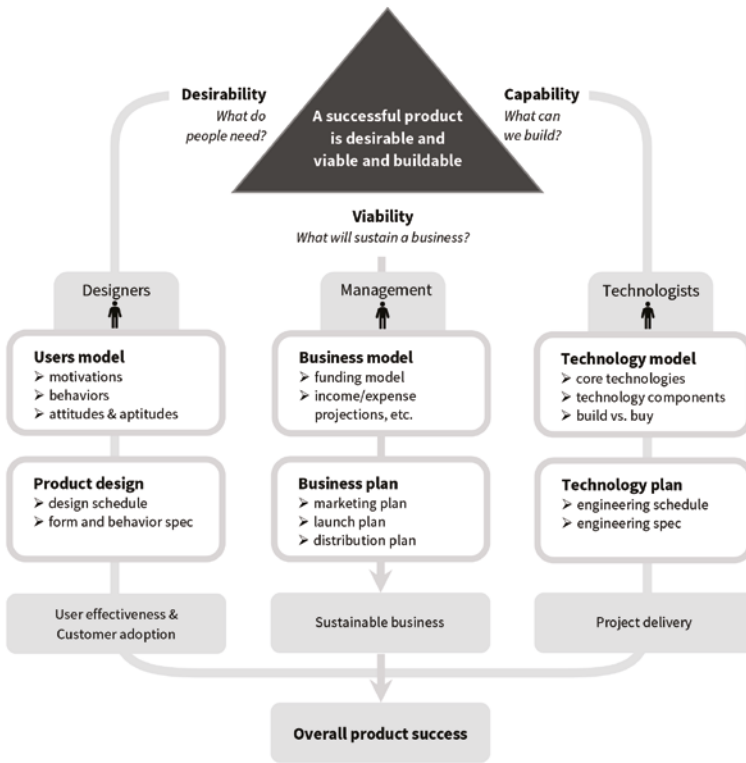 Desirability
What do
people need?
A successful product
is desirable and
viable and buildable
Capability
What can
we build?
Viability
What will sustain a business?
Designers
Users model
➢ motivations
➢ behaviors
➢ attitudes & aptitudes
Product design
➢ design schedule
➢ form and behavior spec
User effectiveness &
Customer adoption
Management
Business model
➢ funding model
➢ income/expense
projections, etc.
Business plan
➢ marketing plan
➢ launch plan
➢ distribution plan
Sustainable business
Technologists
Technology model
➢ core technologies
➢ technology components
➢ build vs. buy
Technology plan
➢ engineering schedule
➢ engineering spec
Project delivery
Overall product success